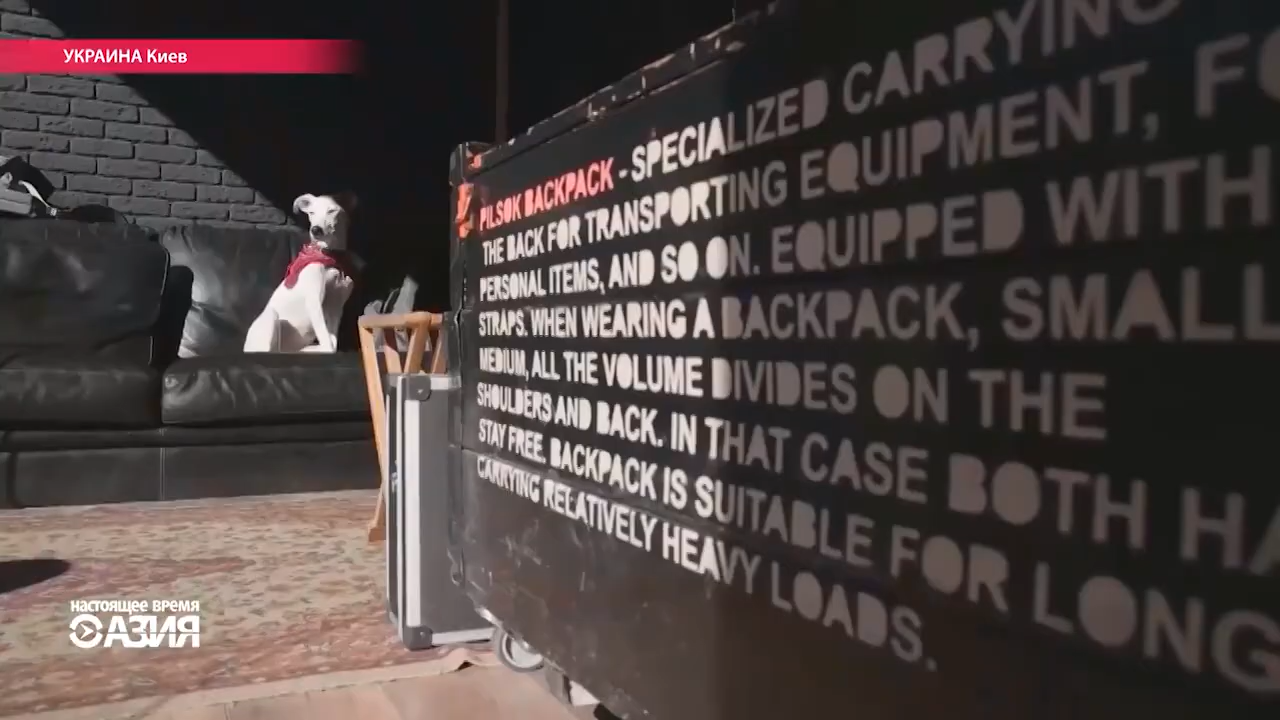 УКРАИНА Киев
PILSOK BACKPACK - SPECIALIZED CARRYING
THE BACK FOR TRANSPORTING EQUIPMENT,
PERSONAL ITEMS, AND SO ON. EQUIPPED WITH
STRAPS. WHEN WEARING A BACKPACK, SMALL
MEDIUM, ALL THE VOLUME DIVIDES ON THE
SHOULDERS AND BACK. IN THAT CASE BOTH
STAY FREE. BACKPACK IS SUITABLE FOR LONG
CARRYING RELATIVELY HEAVY LOADS.
НАСТОЯЩЕЕ ВРЕМЯ
АЗИЯ